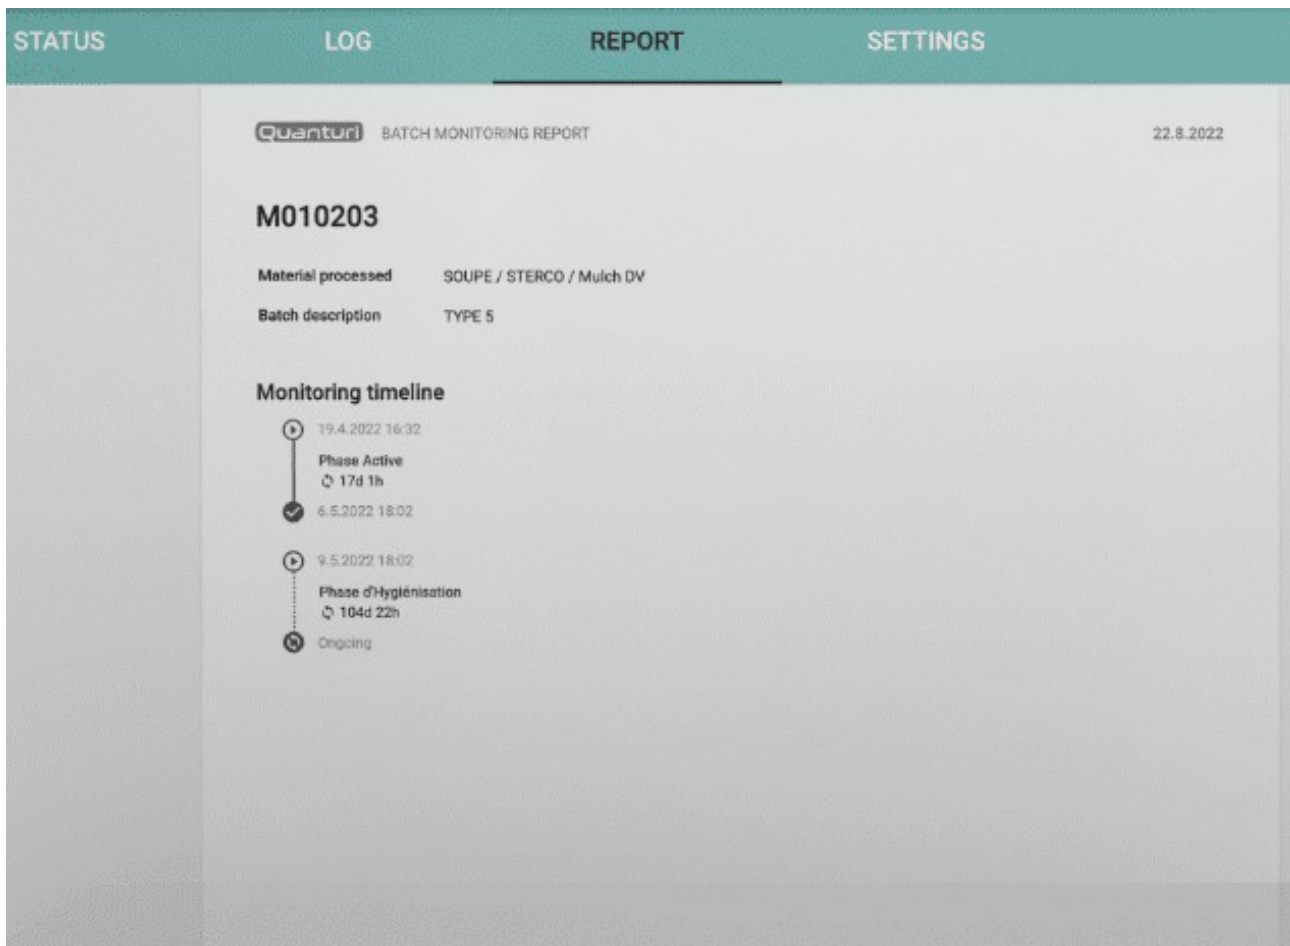 STATUS LOG REPORT SETTINGS
Quanturi BATCH MONITORING REPORT 22.8.2022
M010203
Material processed SOUPE / STERCO / Mulch DV
Batch description TYPE 5
Monitoring timeline
19.4.2022 16:32
Phase Active
17d 1h
6.5.2022 18:02
9.5.2022 18:02
Phase d'Hygiénisation
104d 22h
Ongoing